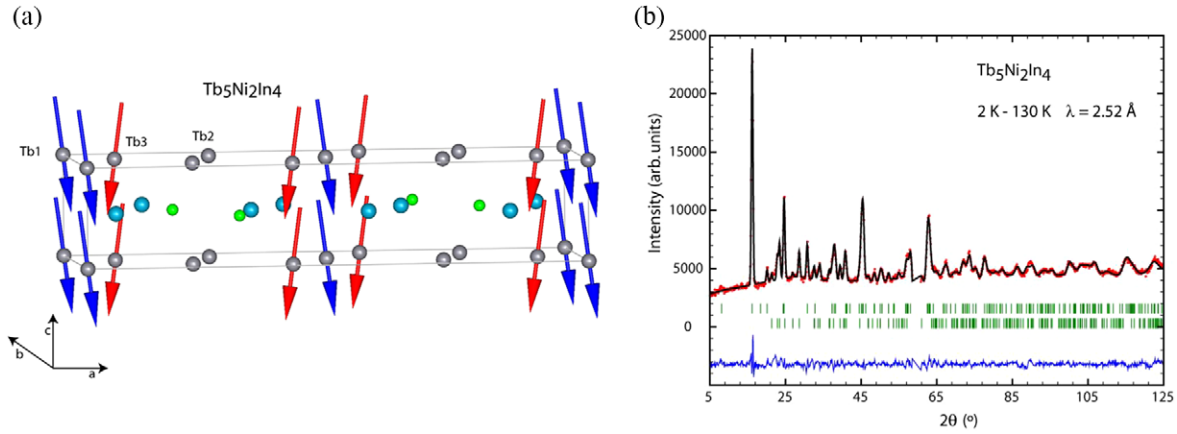 (a)
Tb5Ni2In4
Tb1
Tb3
Tb2
c
b
a
(b)
25000
20000
15000
10000
5000
0
Intensity (arb.units)
Tb5Ni2In4
2 K - 130 K λ = 2.52 Å
5 25 45 65 85 105 125
2θ (º)